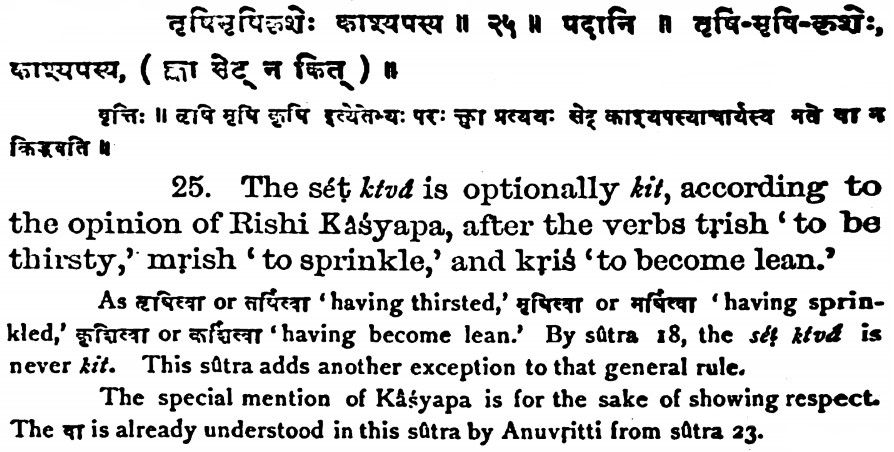 तृषिमृषिकृशेः काश्यपस्य ॥ २५ ॥ पदानि ॥ तृषि-मृषि-कृशेः,
काश्यपस्य, ( क्त्वा सेट् न कित् ) ॥
वृत्तिः ॥ तृषि मृषि कृषि इत्येतेभ्यः परः क्त्वा प्रत्ययः सेट् काश्यपस्याचार्यस्य मते वा न
किद्भवति ॥
25. The séṭ ktvâ is optionally kit, according to
the opinion of Rishi Kâśyapa, after the verbs tṛish ‘to be
thirsty,’ mṛish ‘to sprinkle,’ and kṛiś ‘to become lean.’
As तृषित्वा or तर्षित्वा ‘having thirsted,’ मृषित्वा or मर्षित्वा ‘having sprin-
kled,’ कृशित्वा or कर्शित्वा ‘having become lean.’ By sûtra 18, the séṭ ktvâ is
never kit. This sûtra adds another exception to that general rule.
The special mention of Kâśyapa is for the sake of showing respect.
The वा is already understood in this sûtra by Anuvṛitti from sûtra 23.